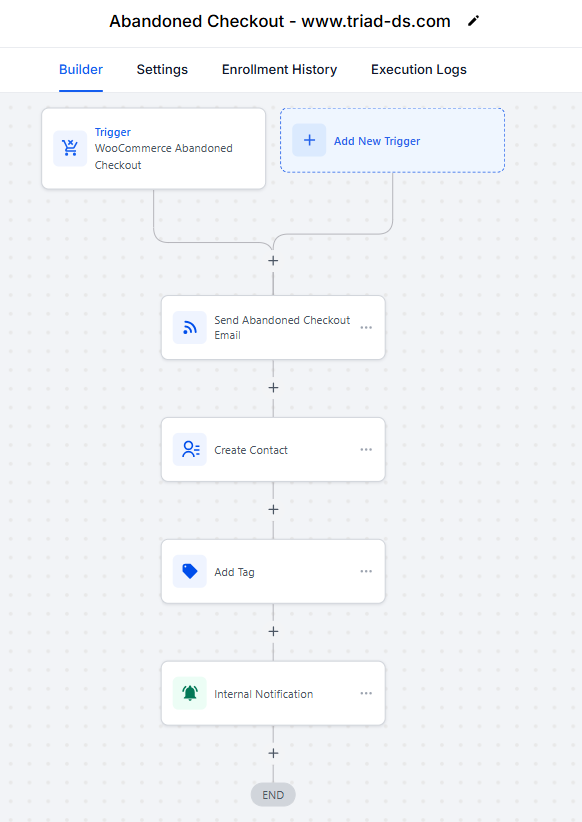 Abandoned Checkout - www.triad-ds.com
Builder
Settings
Enrollment History
Execution Logs
Trigger
WooCommerce Abandoned
Checkout
Add New Trigger
Send Abandoned Checkout
Email
Create Contact
Add Tag
Internal Notification
END